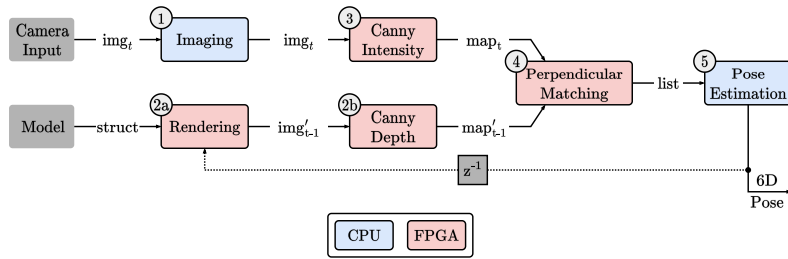 Camera
Input
img_t
1
Imaging
img_t
3
Canny
Intensity
map_t
4
Perpendicular
Matching
list
5
Pose
Estimation
Model
struct
2a
Rendering
img'_t-1
2b
Canny
Depth
map'_t-1
z^-1
6D
Pose
CPU
FPGA